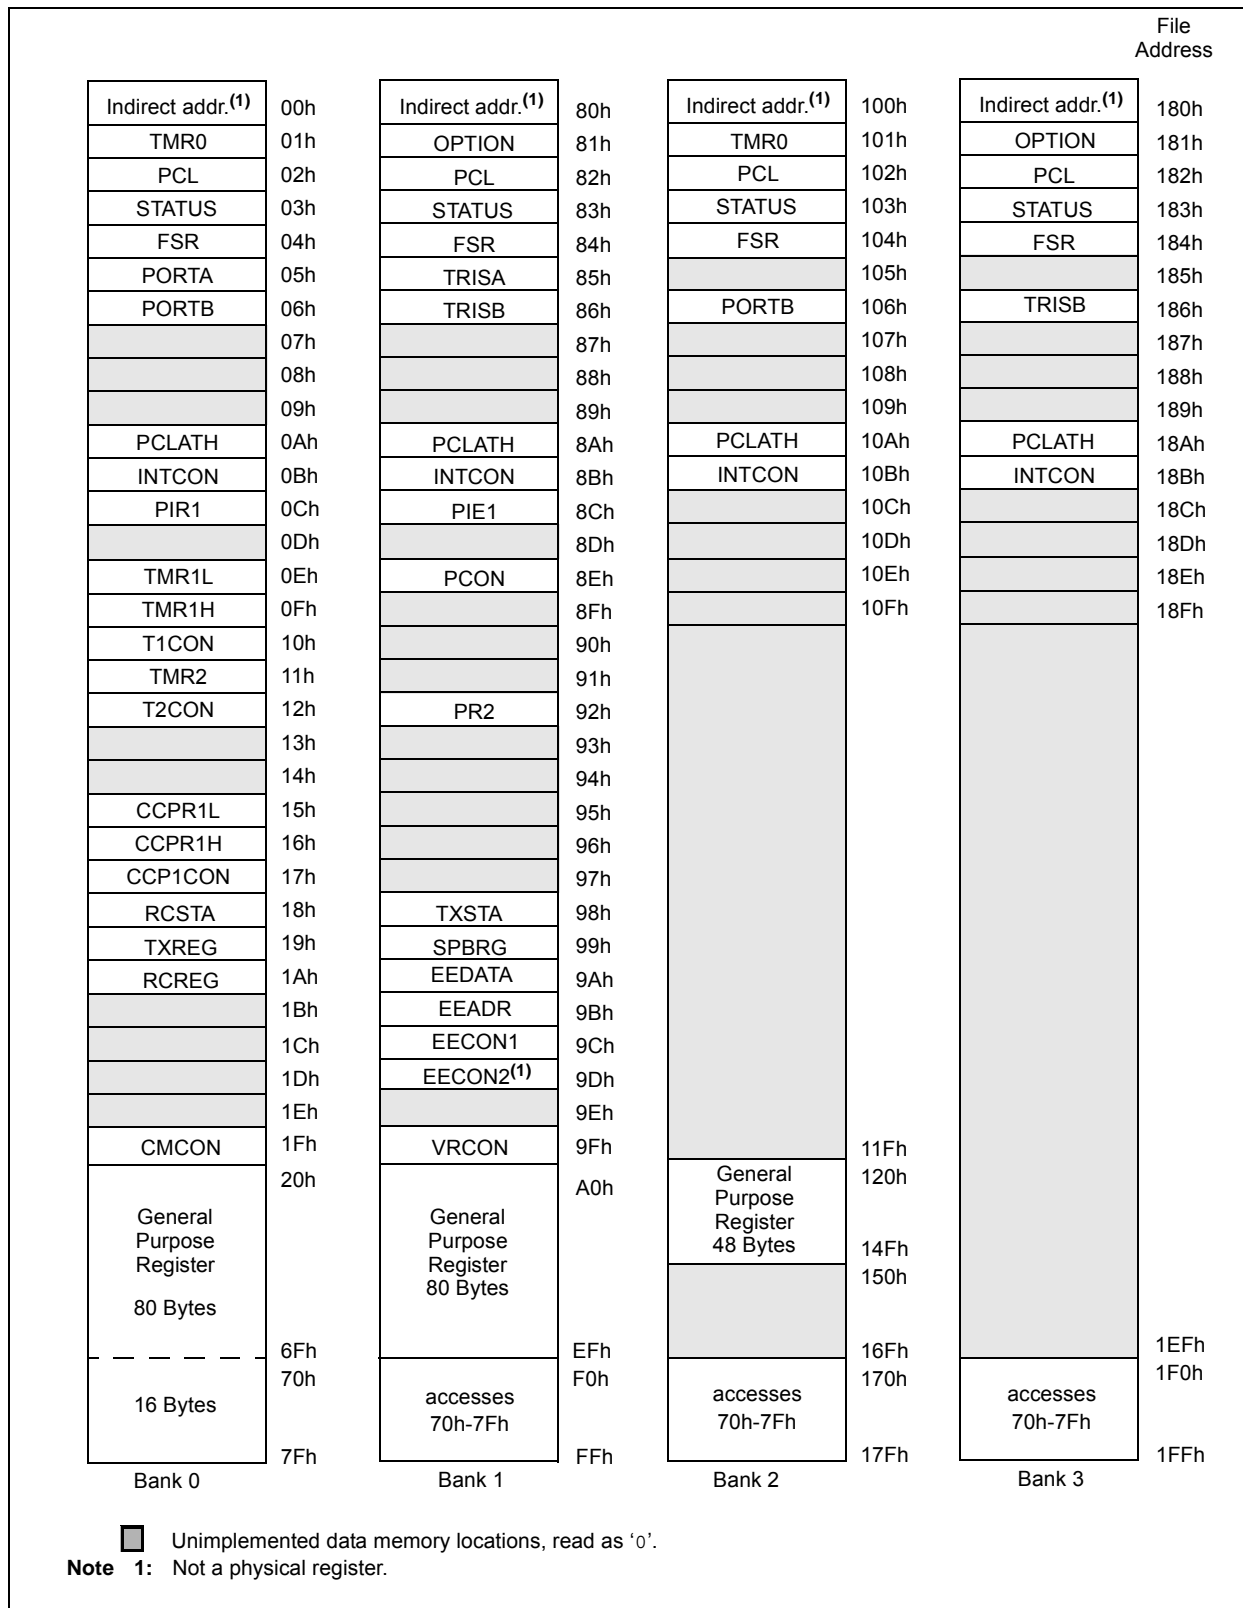 File
Address
Indirect addr.(1) 00h
TMR0 01h
PCL 02h
STATUS 03h
FSR 04h
PORTA 05h
PORTB 06h
07h
08h
09h
PCLATH 0Ah
INTCON 0Bh
PIR1 0Ch
0Dh
TMR1L 0Eh
TMR1H 0Fh
T1CON 10h
TMR2 11h
T2CON 12h
13h
14h
CCPR1L 15h
CCPR1H 16h
CCP1CON 17h
RCSTA 18h
TXREG 19h
RCREG 1Ah
1Bh
1Ch
1Dh
1Eh
CMCON 1Fh
20h
General
Purpose
Register
80 Bytes
6Fh
70h
16 Bytes
7Fh
Bank 0
Indirect addr.(1) 80h
OPTION 81h
PCL 82h
STATUS 83h
FSR 84h
TRISA 85h
TRISB 86h
87h
88h
89h
PCLATH 8Ah
INTCON 8Bh
PIE1 8Ch
8Dh
PCON 8Eh
8Fh
90h
91h
PR2 92h
93h
94h
95h
96h
97h
TXSTA 98h
SPBRG 99h
EEDATA 9Ah
EEADR 9Bh
EECON1 9Ch
EECON2(1) 9Dh
9Eh
VRCON 9Fh
A0h
General
Purpose
Register
80 Bytes
EFh
F0h
accesses
70h-7Fh
FFh
Bank 1
Indirect addr.(1) 100h
TMR0 101h
PCL 102h
STATUS 103h
FSR 104h
105h
PORTB 106h
107h
108h
109h
PCLATH 10Ah
INTCON 10Bh
10Ch
10Dh
10Eh
10Fh
11Fh
General 120h
Purpose
Register
48 Bytes 14Fh
150h
16Fh
170h
accesses
70h-7Fh
17Fh
Bank 2
Indirect addr.(1) 180h
OPTION 181h
PCL 182h
STATUS 183h
FSR 184h
185h
TRISB 186h
187h
188h
189h
PCLATH 18Ah
INTCON 18Bh
18Ch
18Dh
18Eh
18Fh
1EFh
1F0h
accesses
70h-7Fh
1FFh
Bank 3
Unimplemented data memory locations, read as ‘0’.
Note 1: Not a physical register.